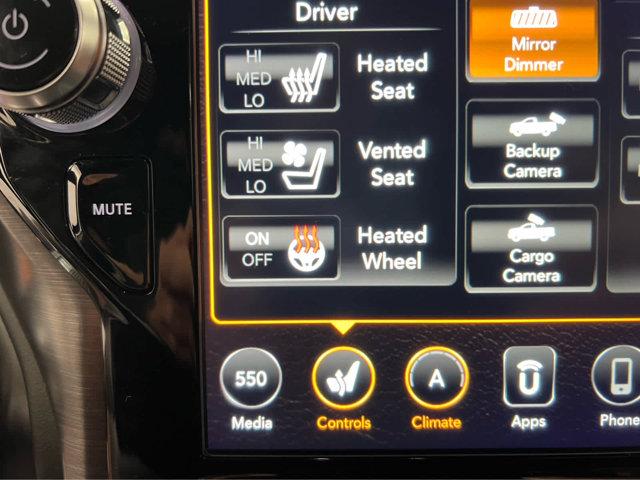 Driver
HI
MED
LO
Heated
Seat
HI
MED
LO
Vented
Seat
ON
OFF
Heated
Wheel
Mirror
Dimmer
Backup
Camera
Cargo
Camera
MUTE
550
A
Media
Controls
Climate
Apps
Phone